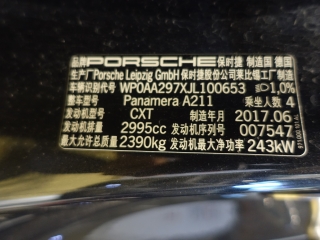 品牌 PORSCHE 保时捷 制造国 德国
生产厂名 Porsche Leipzig GmbH 保时捷股份公司莱比锡工厂制造
车辆识别代号 WP0AA297XJL100653 1,0%
整车型号 Panamera A211 乘坐人数 4
发动机型号 CXT 制造年月 2017.06
发动机排量 2995cc 发动机序列号 007547
最大允许总质量 2390kg 发动机最大净功率 243kW